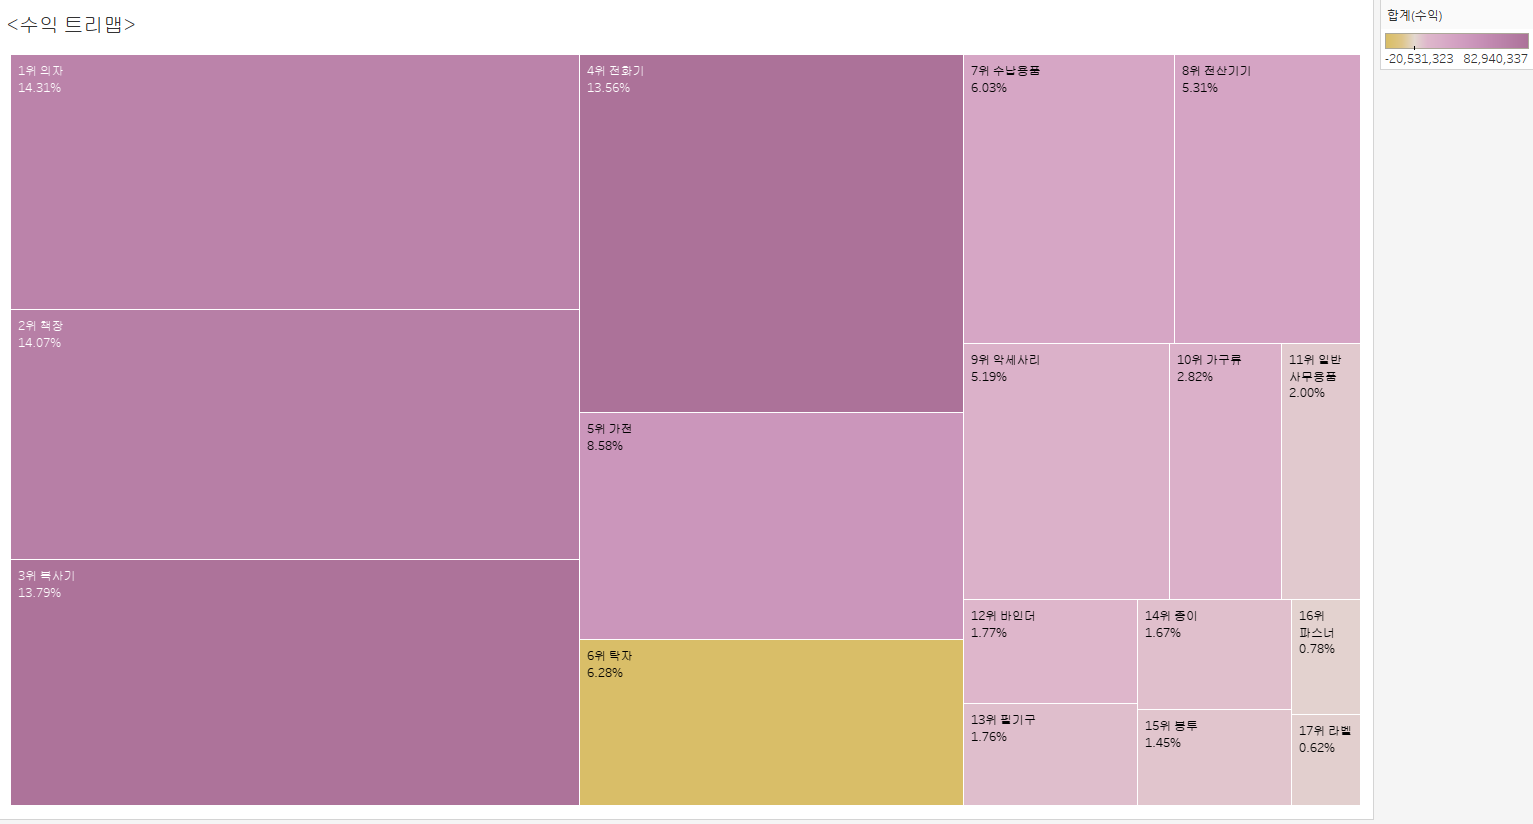 <수익 트리맵>
합계(수익)
-20,531,323 82,940,337
1위 의자
14.31%
2위 책장
14.07%
3위 복사기
13.79%
4위 전화기
13.56%
5위 가전
8.58%
6위 탁자
6.28%
7위 수납용품
6.03%
8위 전산기기
5.31%
9위 악세사리
5.19%
10위 가구류
2.82%
11위 일반
사무용품
2.00%
12위 바인더
1.77%
13위 필기구
1.76%
14위 종이
1.67%
15위 봉투
1.45%
16위
파스너
0.78%
17위 라벨
0.62%